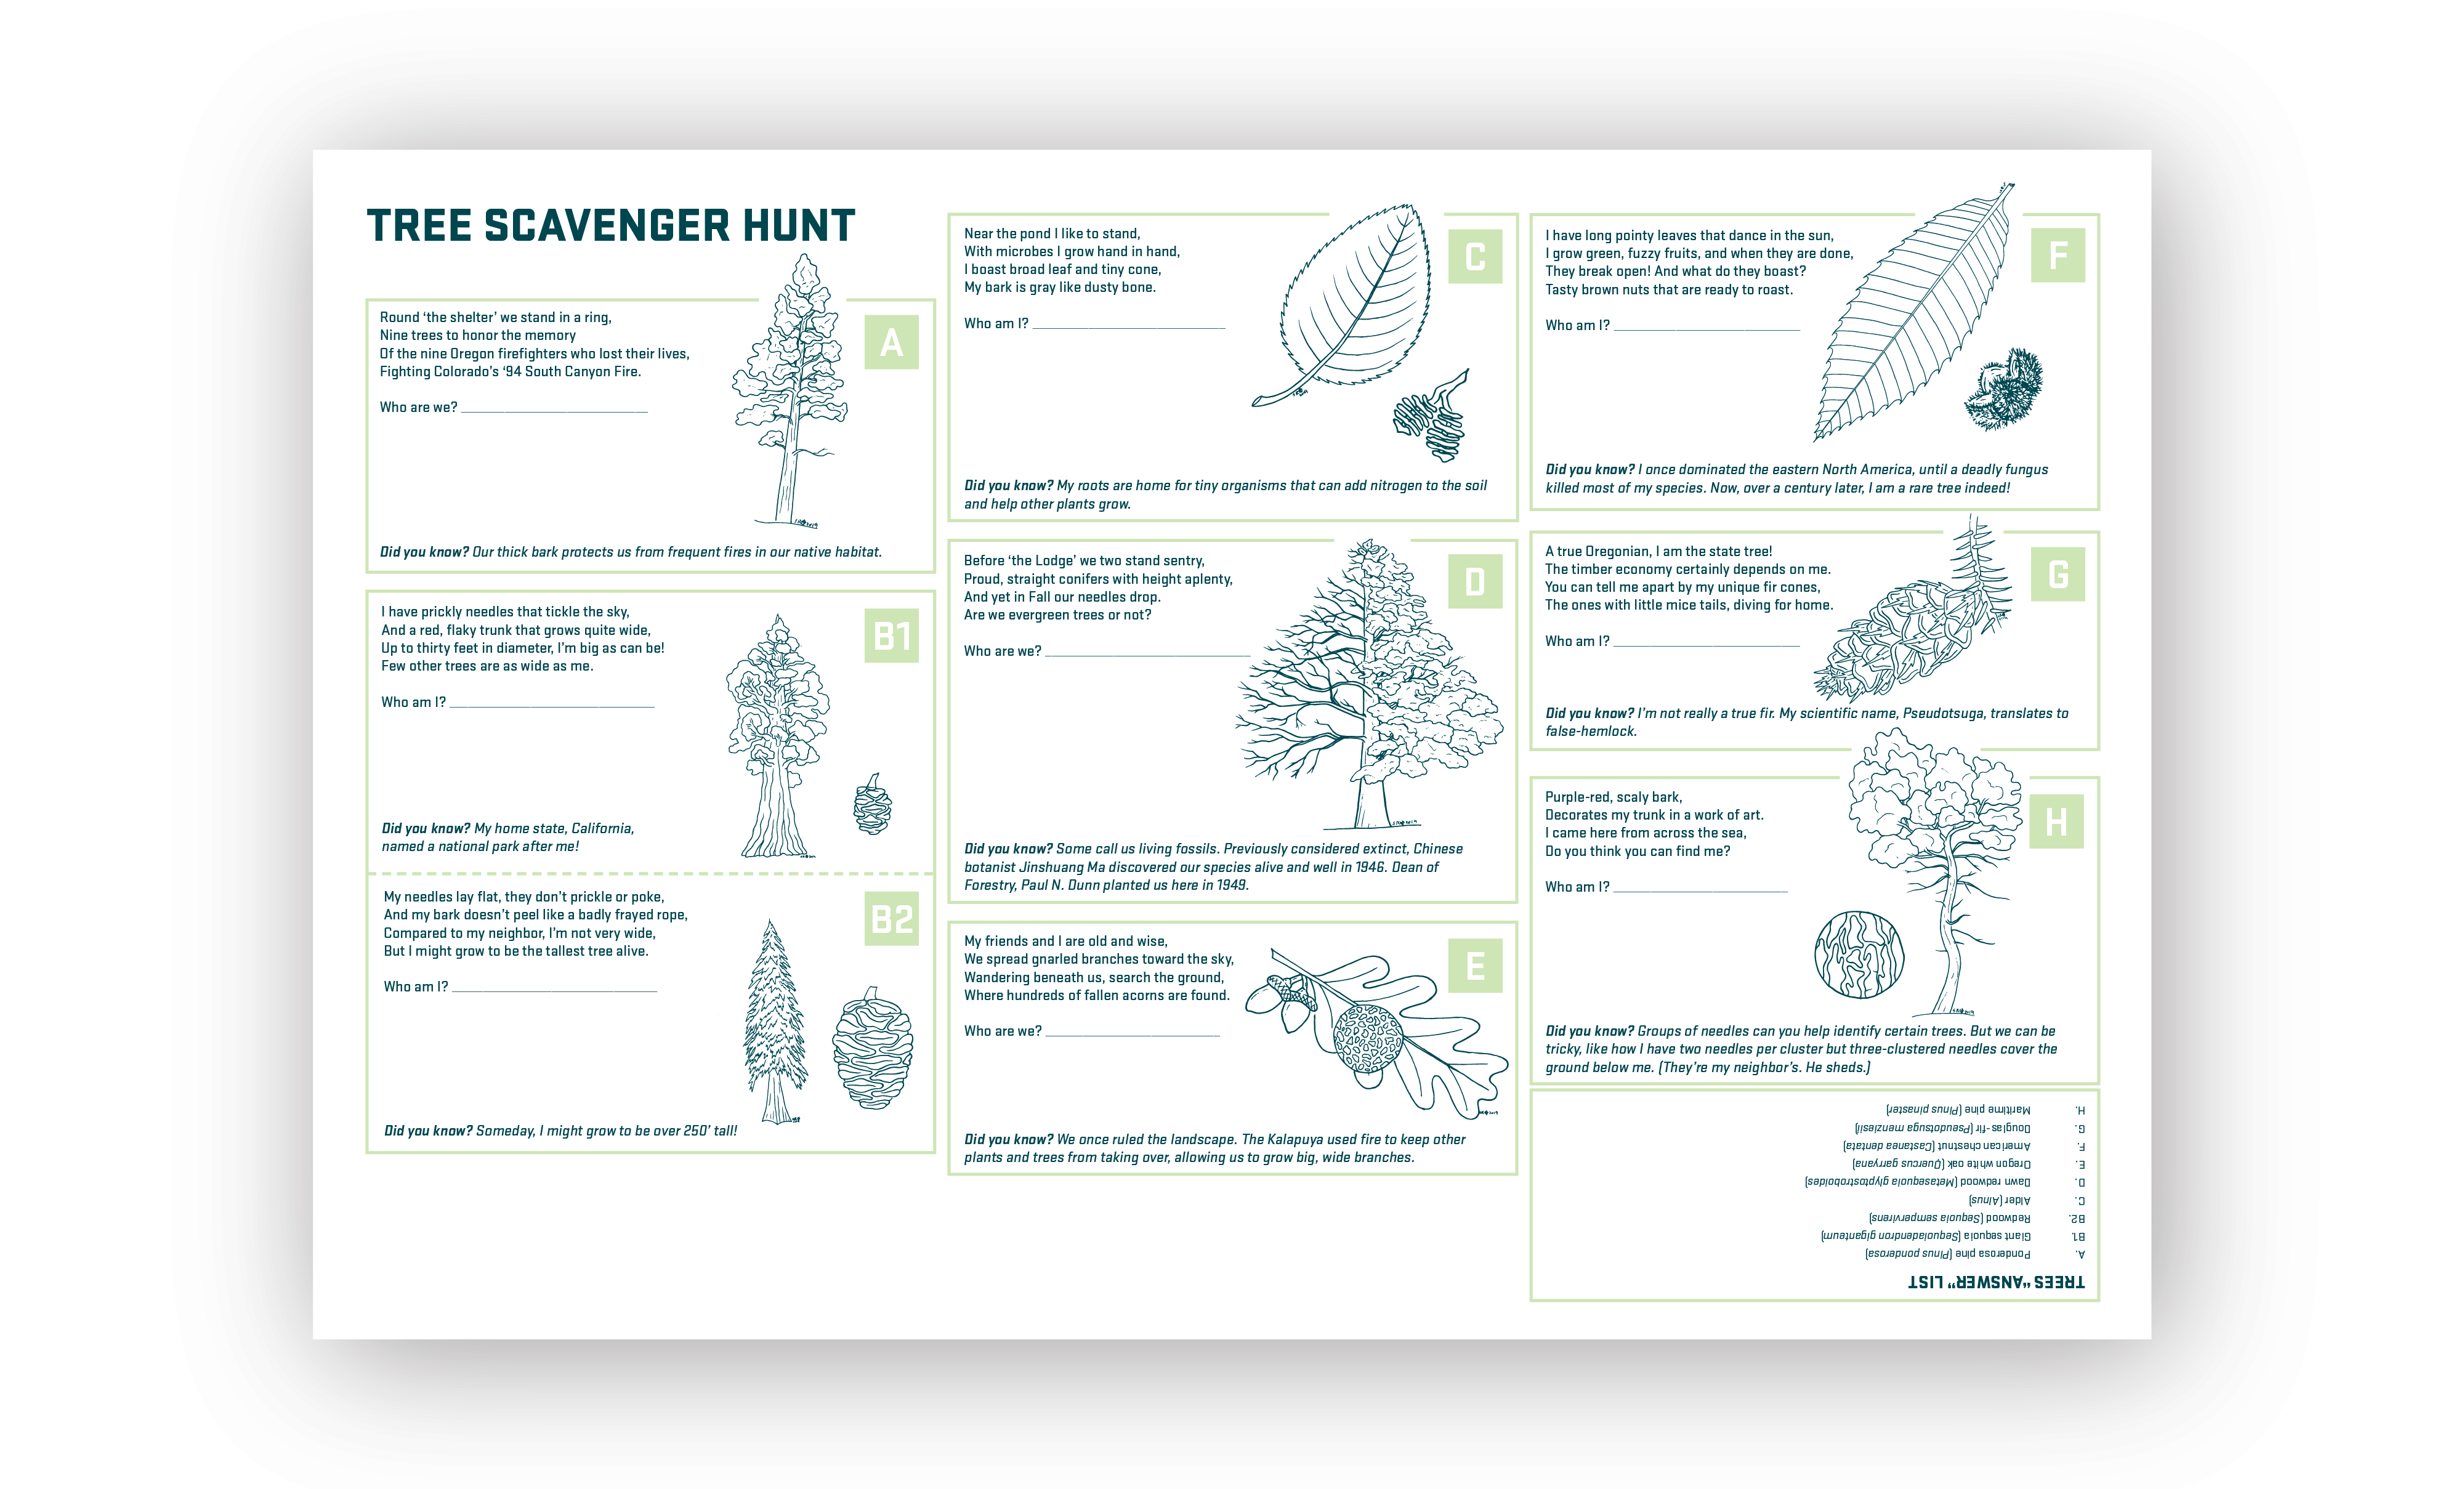 TREE SCAVENGER HUNT
A
Round ‘the shelter’ we stand in a ring,
Nine trees to honor the memory
Of the nine Oregon firefighters who lost their lives,
Fighting Colorado’s ‘94 South Canyon Fire.
Who are we? ______________________________
Did you know? Our thick bark protects us from frequent fires in our native habitat.
B1
I have prickly needles that tickle the sky,
And a red, flaky trunk that grows quite wide,
Up to thirty feet in diameter, I’m big as can be!
Few other trees are as wide as me.
Who am I? ______________________________
Did you know? My home state, California,
named a national park after me!
B2
My needles lay flat, they don’t prickle or poke,
And my bark doesn’t peel like a badly frayed rope,
Compared to my neighbor, I’m not very wide,
But I might grow to be the tallest tree alive.
Who am I? ______________________________
Did you know? Someday, I might grow to be over 250’ tall!
C
Near the pond I like to stand,
With microbes I grow hand in hand,
I boast broad leaf and tiny cone,
My bark is gray like dusty bone.
Who am I? ______________________________
Did you know? My roots are home for tiny organisms that can add nitrogen to the soil
and help other plants grow.
D
Before ‘the Lodge’ we two stand sentry,
Proud, straight conifers with height aplenty,
And yet in Fall our needles drop.
Are we evergreen trees or not?
Who are we? ______________________________
Did you know? Some call us living fossils. Previously considered extinct, Chinese
botanist Jinshuang Ma discovered our species alive and well in 1946. Dean of
Forestry, Paul N. Dunn planted us here in 1949.
E
My friends and I are old and wise,
We spread gnarled branches toward the sky,
Wandering beneath us, search the ground,
Where hundreds of fallen acorns are found.
Who are we? ______________________________
Did you know? We once ruled the landscape. The Kalapuya used fire to keep other
plants and trees from taking over, allowing us to grow big, wide branches.
F
I have long pointy leaves that dance in the sun,
I grow green, fuzzy fruits, and when they are done,
They break open! And what do they boast?
Tasty brown nuts that are ready to roast.
Who am I? ______________________________
Did you know? I once dominated the eastern North America, until a deadly fungus
killed most of my species. Now, over a century later, I am a rare tree indeed!
G
A true Oregonian, I am the state tree!
The timber economy certainly depends on me.
You can tell me apart by my unique fir cones,
The ones with little mice tails, diving for home.
Who am I? ______________________________
Did you know? I’m not really a true fir. My scientific name, Pseudotsuga, translates to
false-hemlock.
H
Purple-red, scaly bark,
Decorates my trunk in a work of art.
I came here from across the sea,
Do you think you can find me?
Who am I? ______________________________
Did you know? Groups of needles can you help identify certain trees. But we can be
tricky, like how I have two needles per cluster but three-clustered needles cover the
ground below me. (They’re my neighbor’s. He sheds.)
TREES “ANSWER” LIST
A. Ponderosa pine (Pinus ponderosa)
B1 Giant sequoia (Sequoiadendron giganteum)
B2. Redwood (Sequoia sempervirens)
C. Alder (Alnus)
D. Dawn redwood (Metasequoia glyptostroboides)
E. Oregon white oak (Quercus garryana)
F. American chestnut (Castanea dentata)
G. Douglas-fir (Pseudotsuga menziesii)
H. Maritime pine (Pinus pinaster)